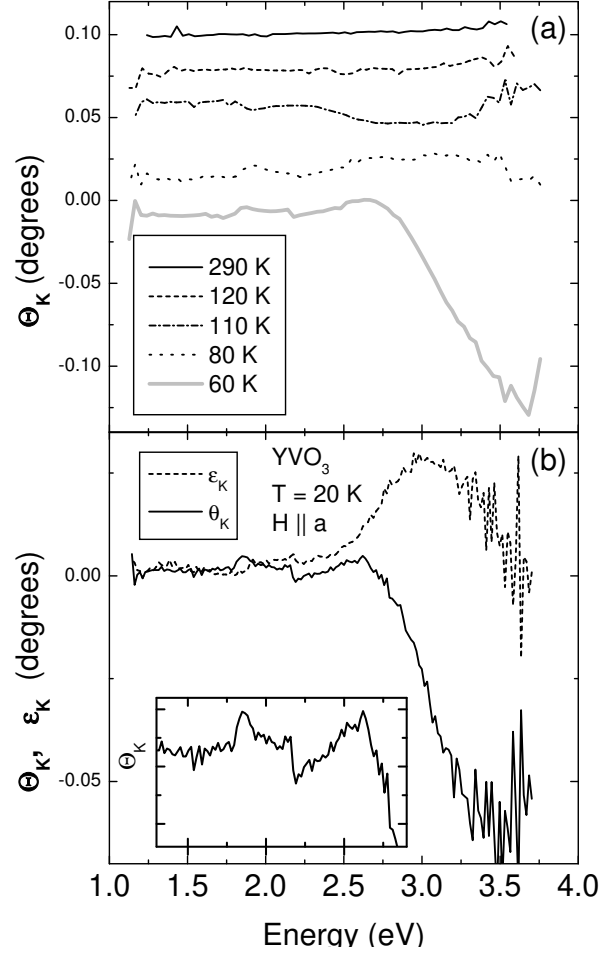 (a)
0.10
0.05
0.00
-0.05
-0.10
Θ_K (degrees)
290 K
120 K
110 K
80 K
60 K
(b)
ε_K
θ_K
YVO₃
T = 20 K
H || a
0.00
-0.05
Θ_K, ε_K (degrees)
Θ_K
1.0 1.5 2.0 2.5 3.0 3.5 4.0
Energy (eV)